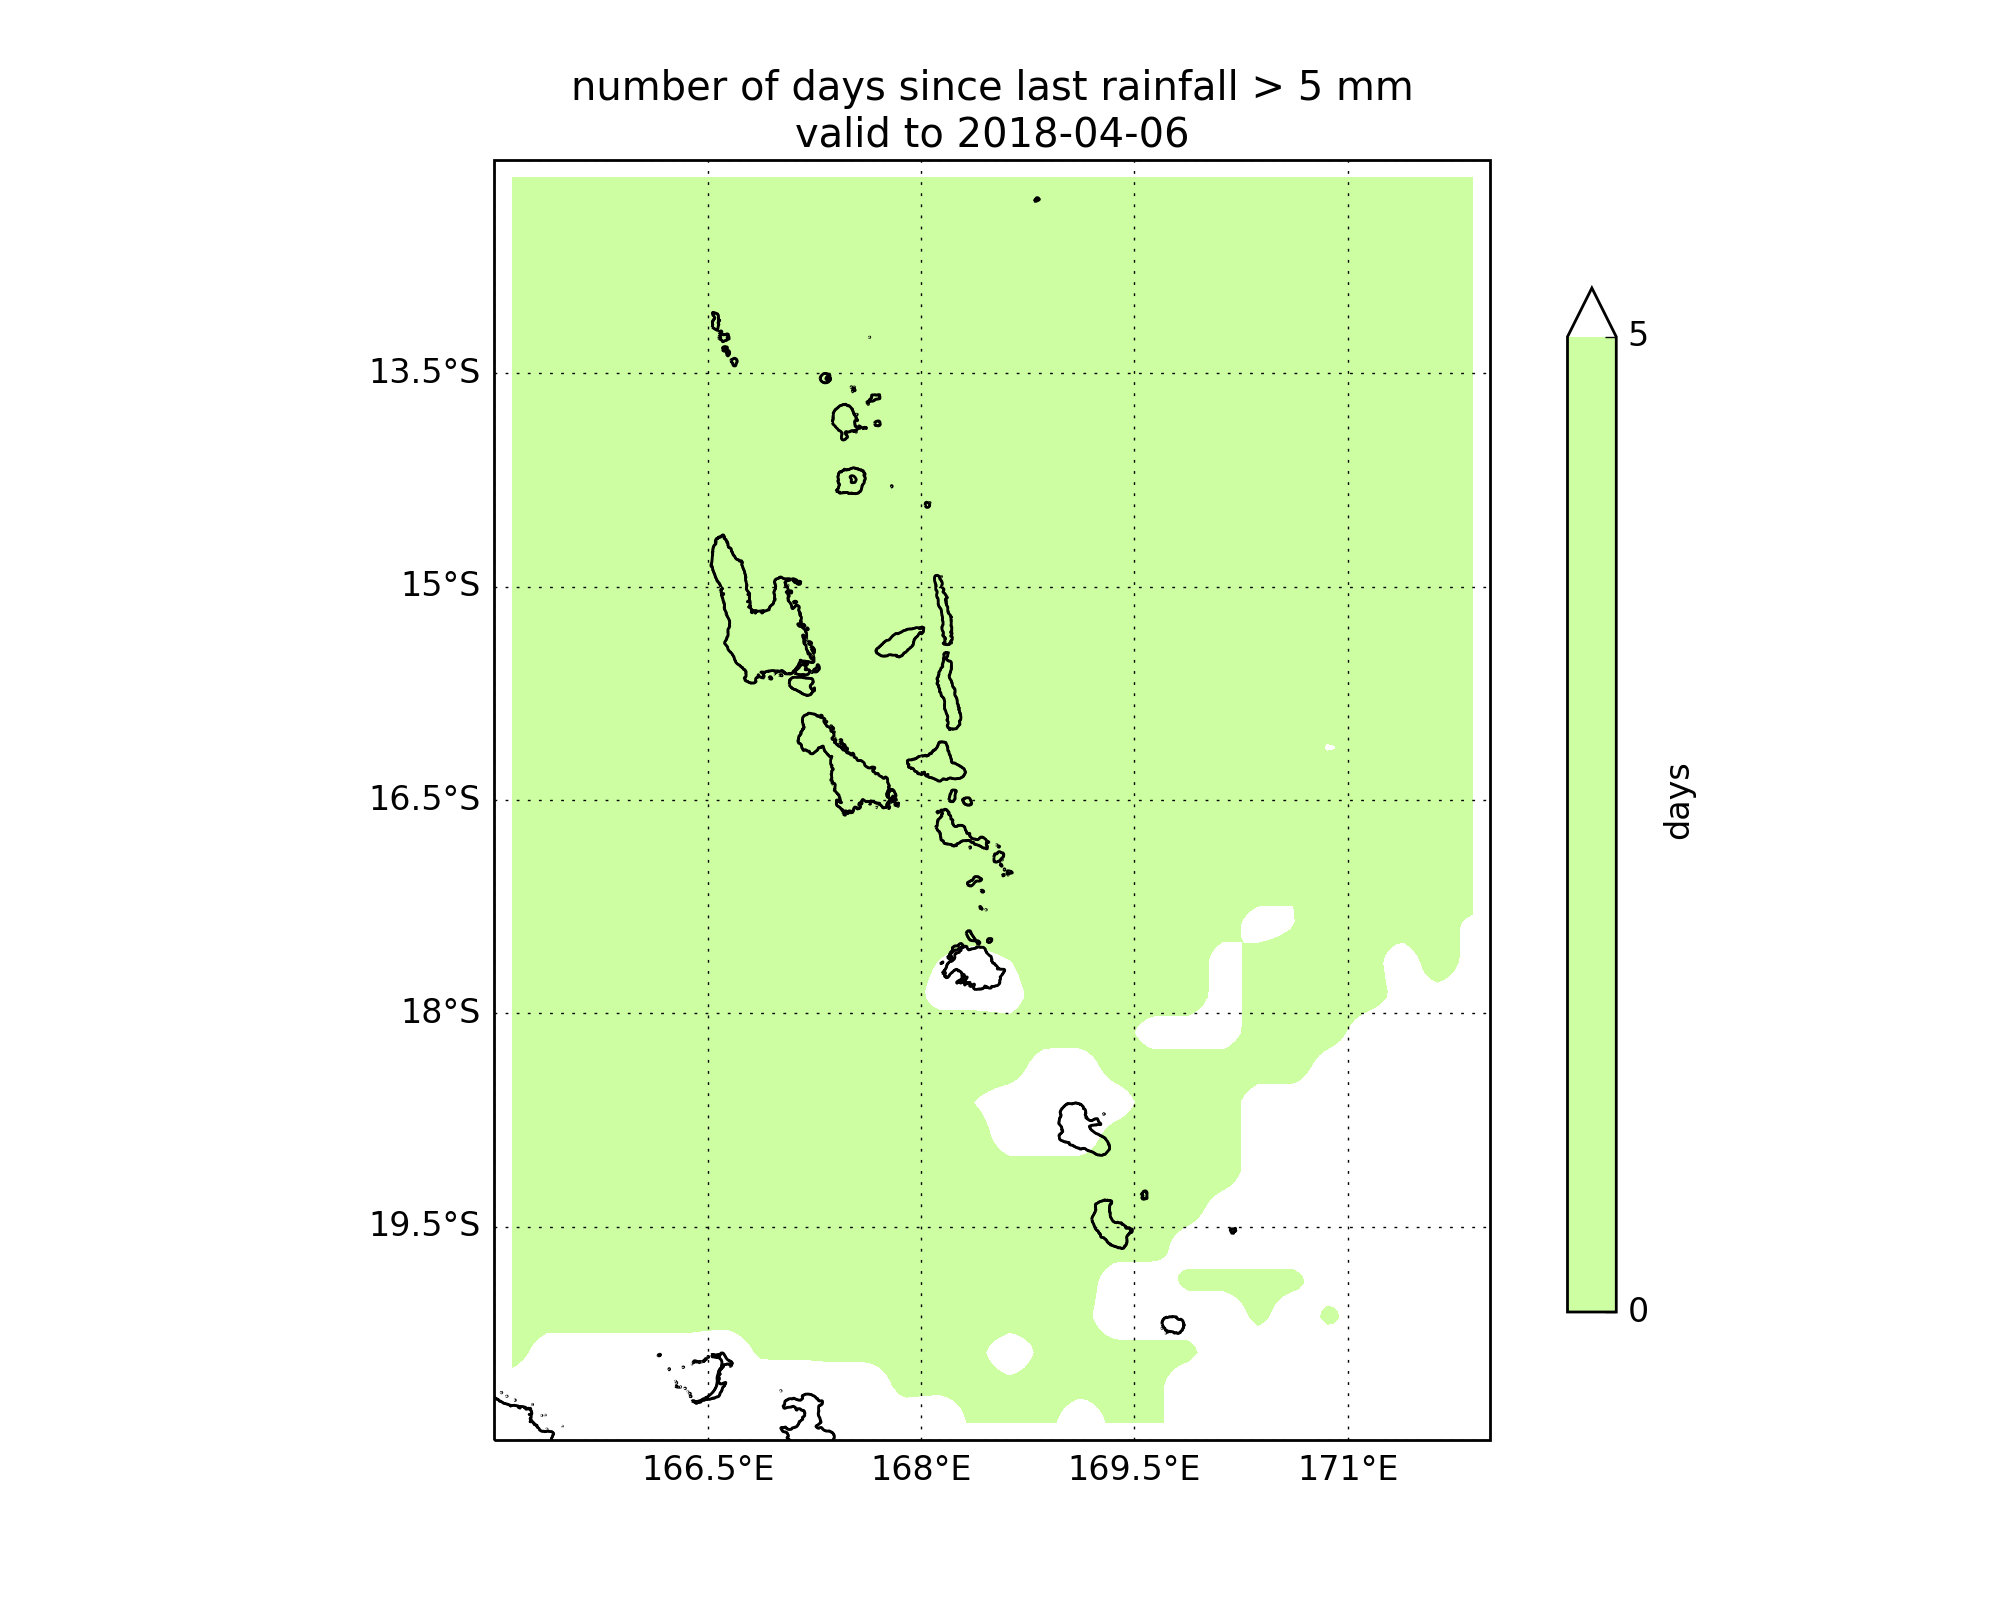 number of days since last rainfall > 5 mm
valid to 2018-04-06
13.5°S
15°S
16.5°S
18°S
19.5°S
166.5°E
168°E
169.5°E
171°E
5
0
days